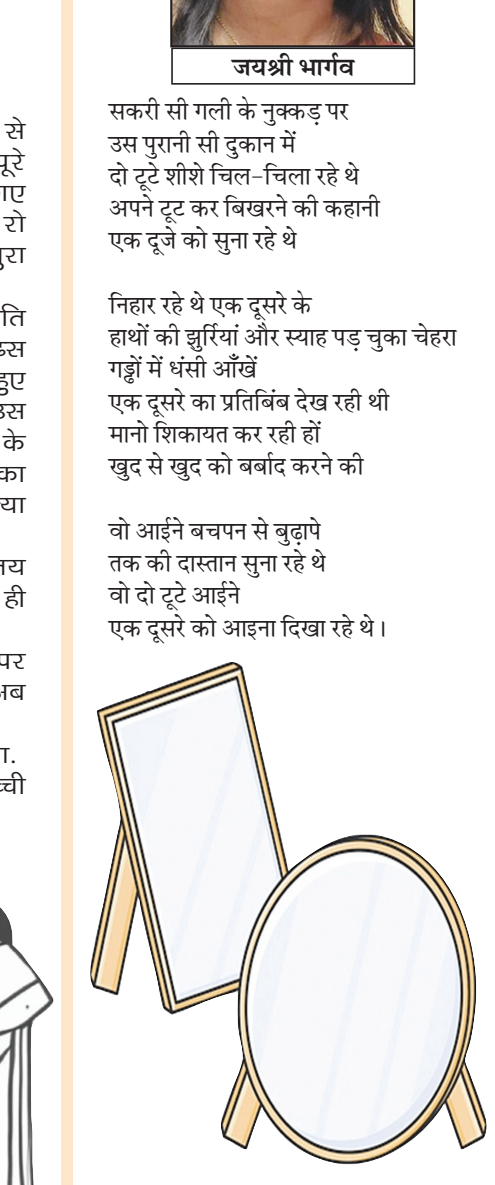 जयश्री भार्गव
सकरी सी गली के नुक्कड़ पर
उस पुरानी सी दुकान में
दो टूटे शीशे चिल-चिला रहे थे
अपने टूट कर बिखरने की कहानी
एक दूजे को सुना रहे थे
निहार रहे थे एक दूसरे के
हाथों की झुर्रियां और स्याह पड़ चुका चेहरा
गड्ढों में धंसी आँखें
एक दूसरे का प्रतिबिंब देख रही थी
मानो शिकायत कर रही हों
खुद से खुद को बर्बाद करने की
वो आईने बचपन से बुढ़ापे
तक की दास्तान सुना रहे थे
वो दो टूटे आईने
एक दूसरे को आइना दिखा रहे थे।
से
रो
के
का
ही
पर